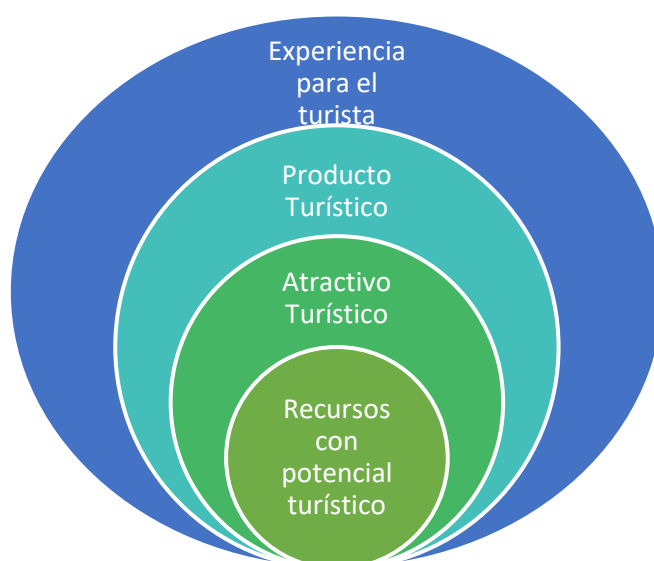 Experiencia
para el
turista
Producto
Turístico
Atractivo
Turístico
Recursos
con
potencial
turístico